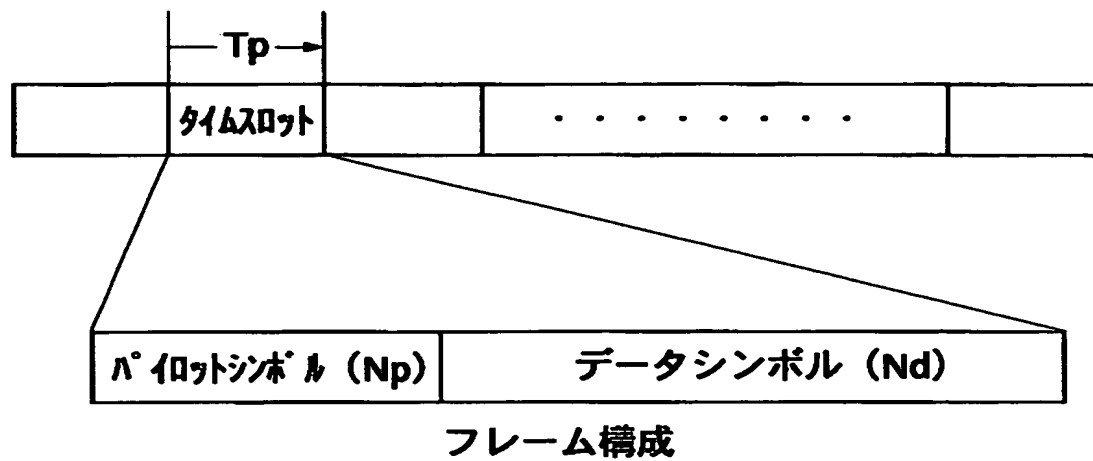 Tp
タイムスロット
・・・・・・・・
パイロットシンボル (Np)
データシンボル (Nd)
フレーム構成